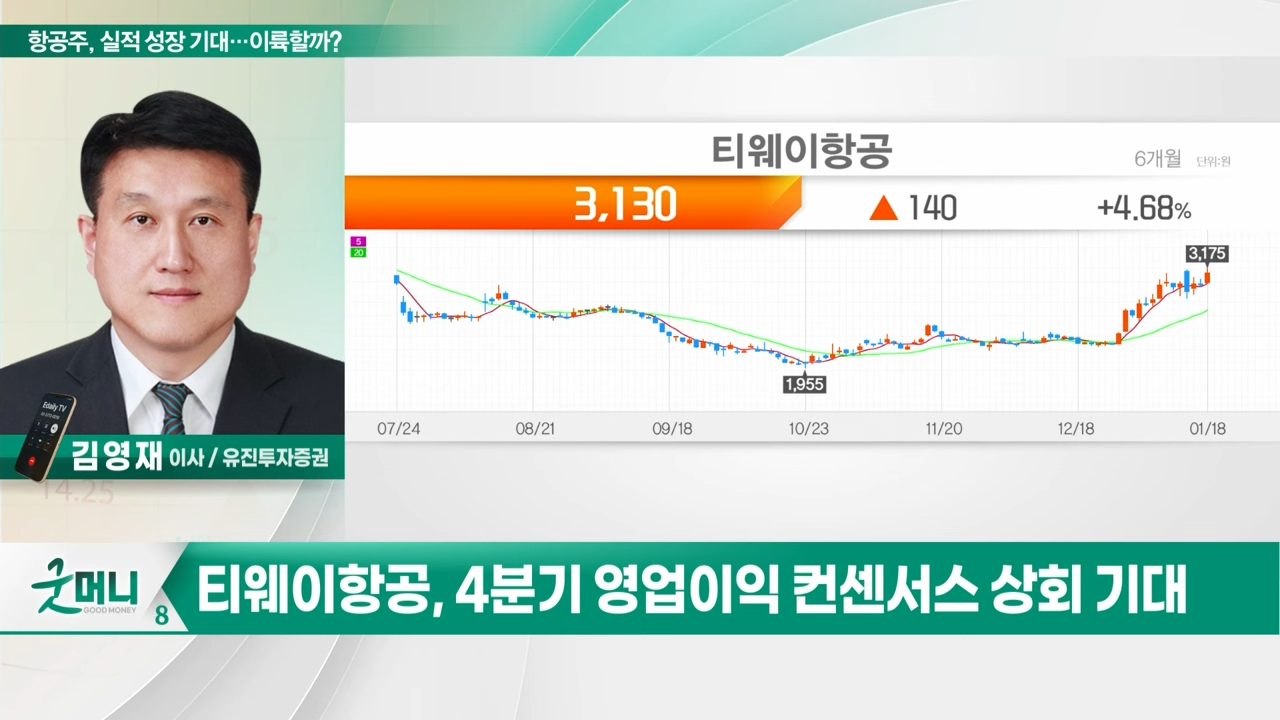 항공주, 실적 성장 기대…이륙할까?
티웨이항공
6개월 단위:원
3,130 ▲ 140 +4.68%
5
20
3,175
1,955
07/24 08/21 09/18 10/23 11/20 12/18 01/18
Edaily TV
김영재 이사 / 유진투자증권
14.25
굿머니
GOOD MONEY
8
티웨이항공, 4분기 영업이익 컨센서스 상회 기대